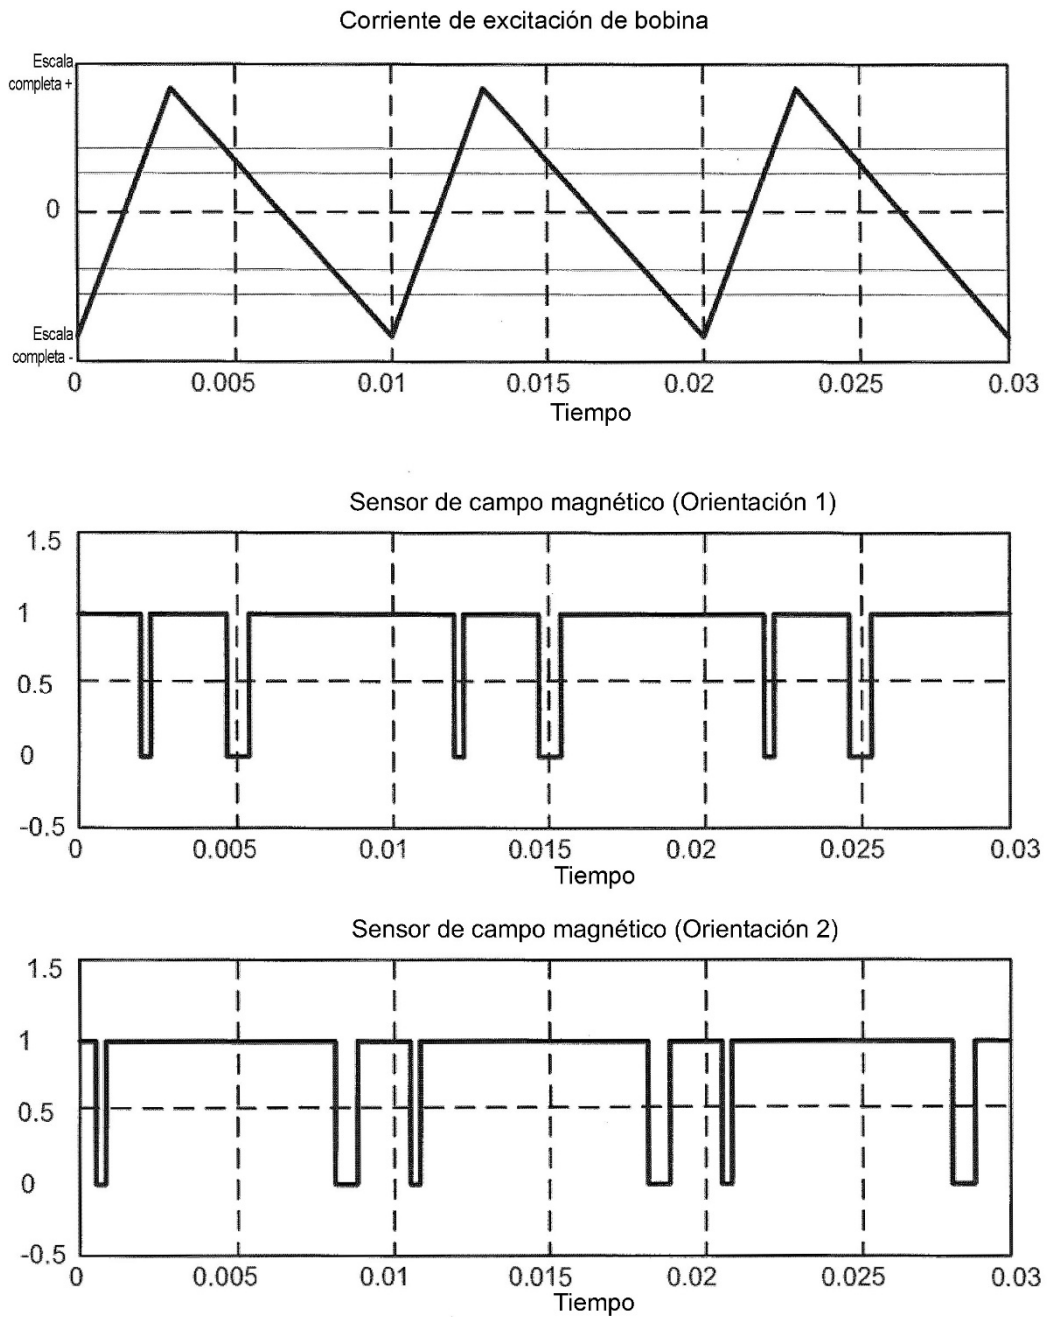 Corriente de excitación de bobina
Escala
completa +
0
Escala
completa -
0 0.005 0.01 0.015 0.02 0.025 0.03
Tiempo
Sensor de campo magnético (Orientación 1)
1.5
1
0.5
0
-0.5
0 0.005 0.01 0.015 0.02 0.025 0.03
Tiempo
Sensor de campo magnético (Orientación 2)
1.5
1
0.5
0
-0.5
0 0.005 0.01 0.015 0.02 0.025 0.03
Tiempo